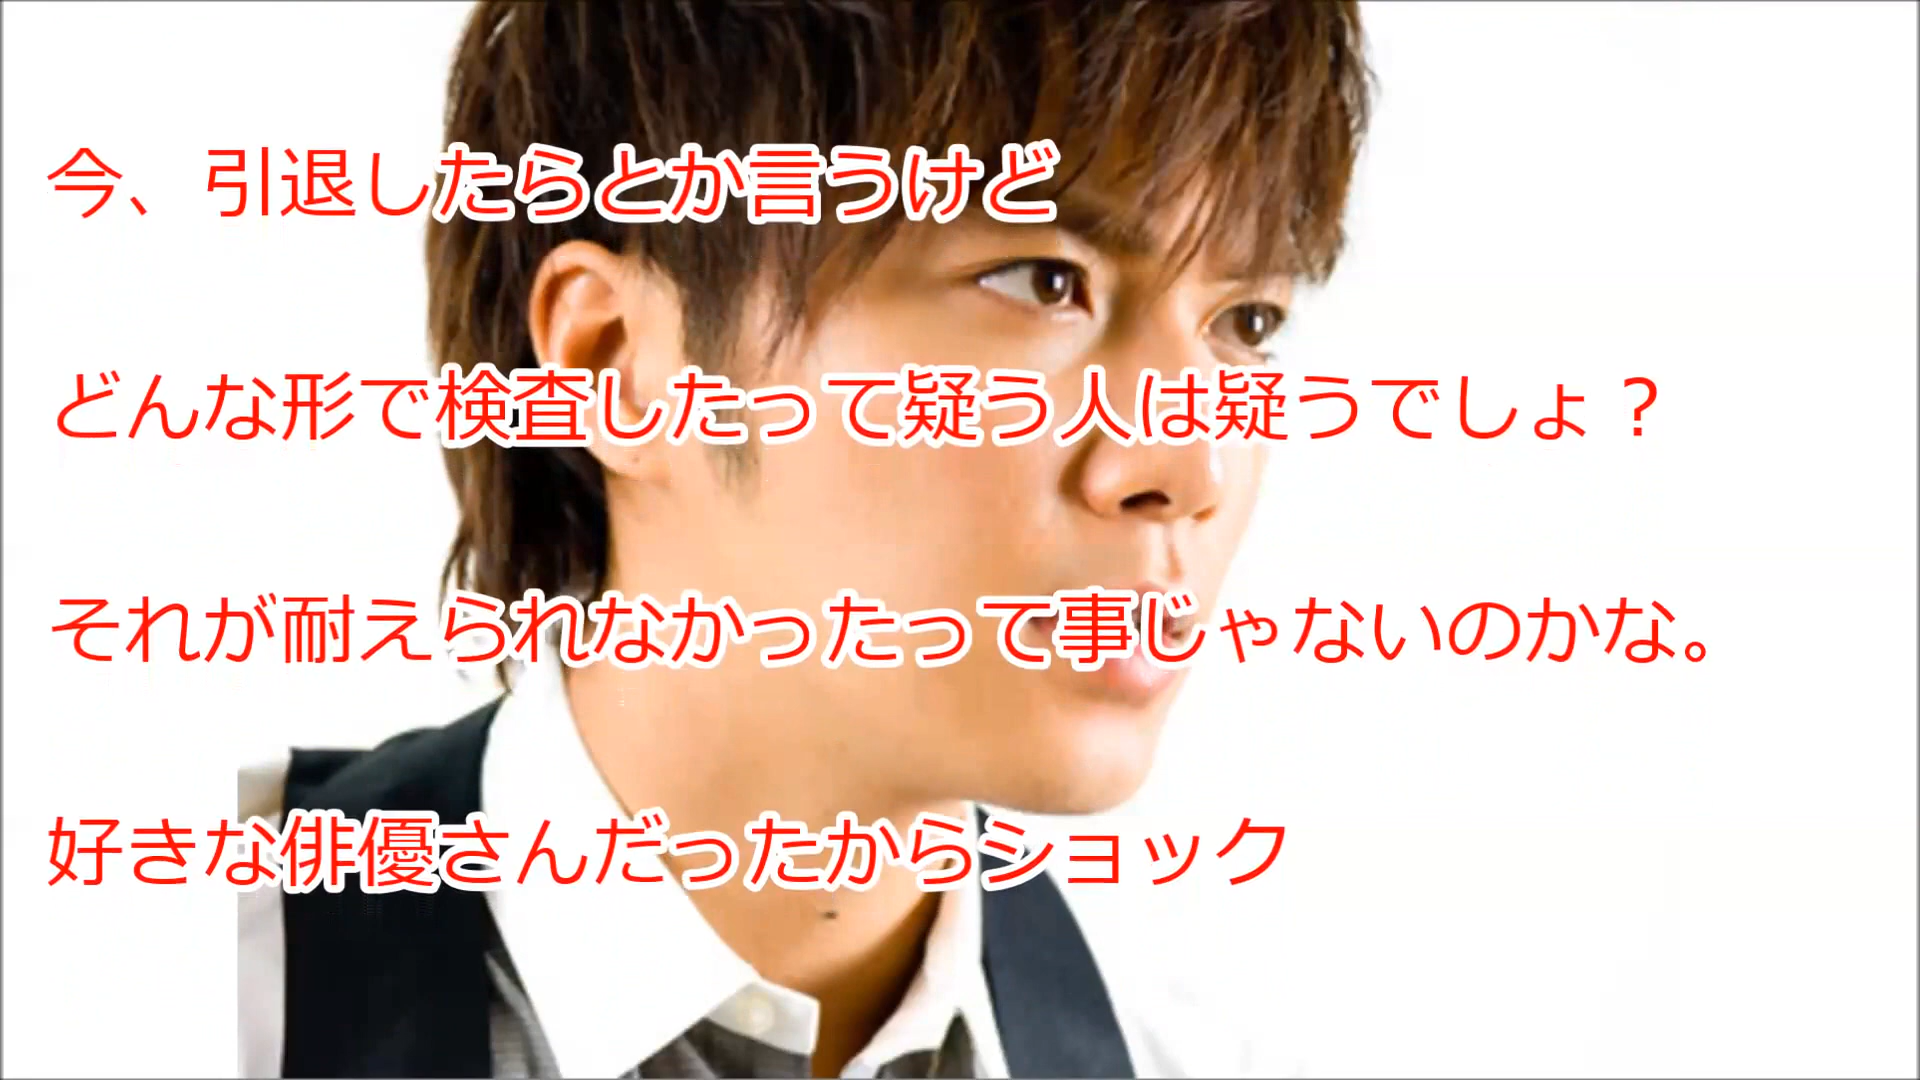 今、引退したらとか言うけど
どんな形で検査したって疑う人は疑うでしょ？
それが耐えられなかったって事じゃないのかな。
好きな俳優さんだったからショック